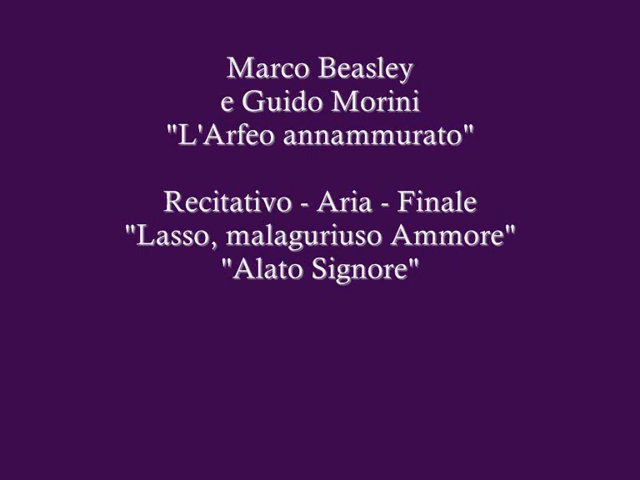 Marco Beasley
e Guido Morini
"L'Arfeo annammurato"
Recitativo - Aria - Finale
"Lasso, malaguriuso Ammore"
"Alato Signore"